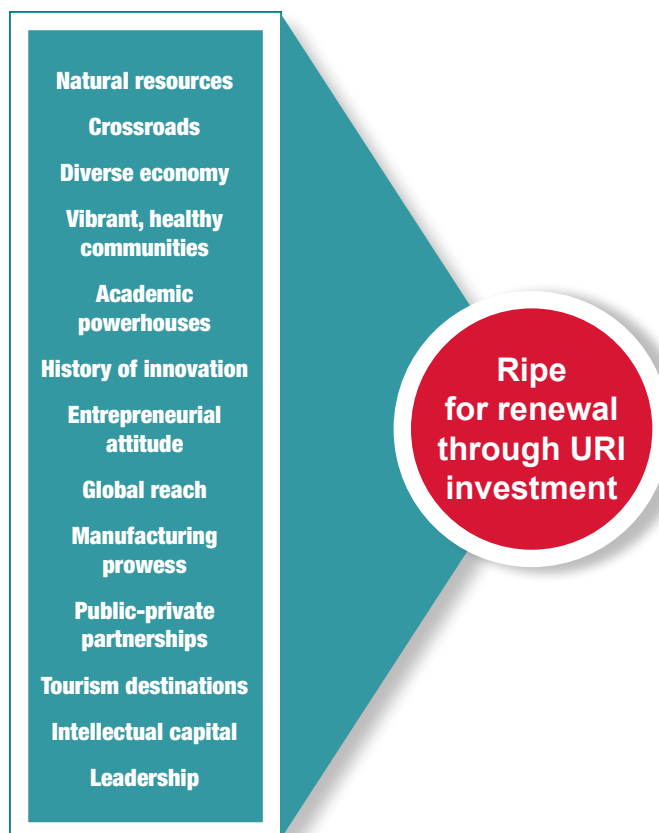 Natural resources
Crossroads
Diverse economy
Vibrant, healthy
communities
Academic
powerhouses
History of innovation
Entrepreneurial
attitude
Global reach
Manufacturing
prowess
Public-private
partnerships
Tourism destinations
Intellectual capital
Leadership
Ripe
for renewal
through URI
investment